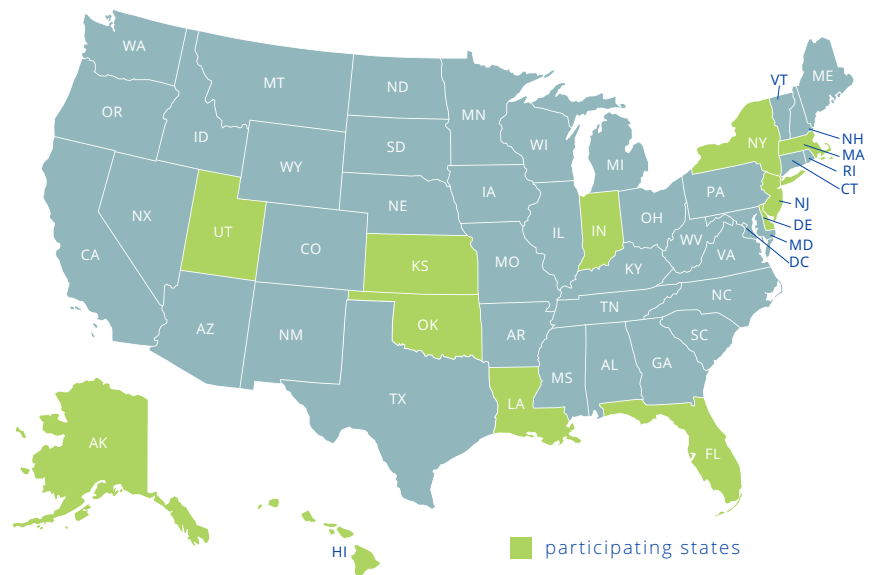 WA
MT
ND
MN
VT
ME
OR
ID
SD
WI
MI
NY
NH
MA
RI
CT
WY
IA
PA
NJ
NX
UT
NE
IL
IN
OH
DE
MD
DC
CA
CO
KS
MO
WV
VA
KY
AZ
NM
OK
AR
TN
NC
SC
TX
LA
MS
AL
GA
AK
FL
HI
participating states